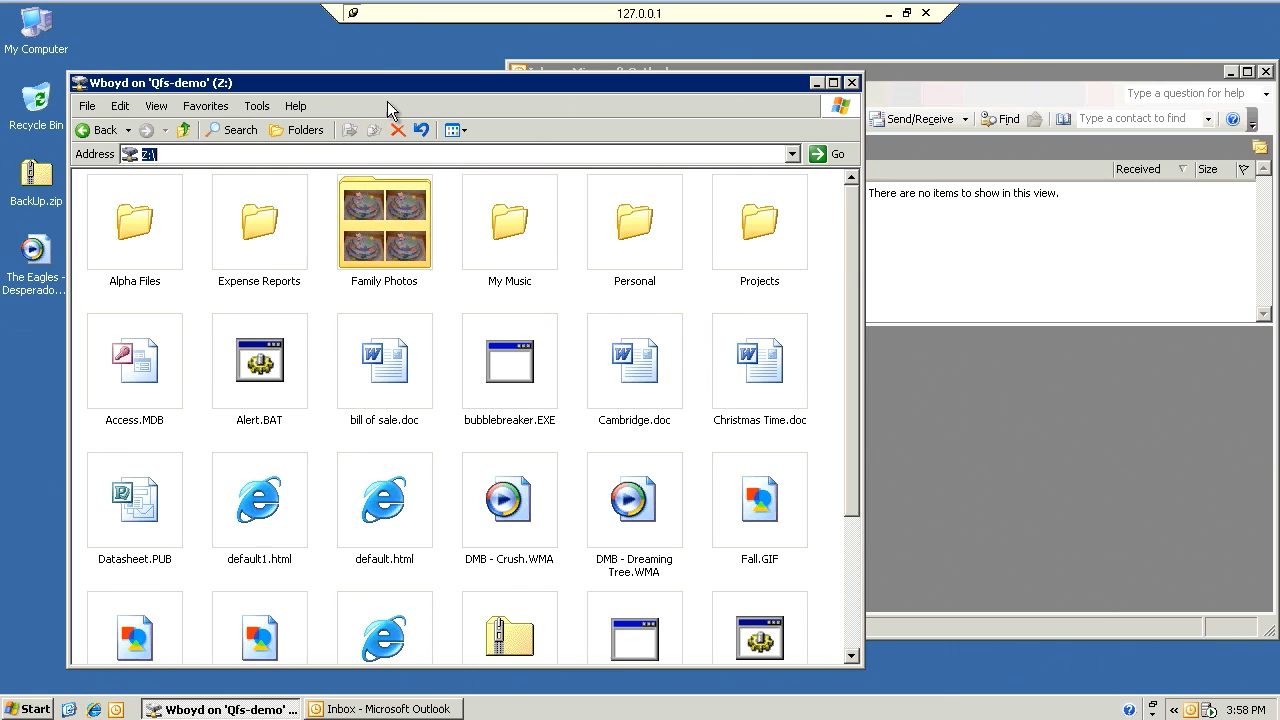 127.0.0.1
My Computer
Recycle Bin
BackUp.zip
The Eagles -
Desperado...
Wboyd on 'Qfs-demo' (Z:)
File Edit View Favorites Tools Help
Back Search Folders
Address Z:\ Go
Alpha Files Expense Reports Family Photos My Music Personal Projects
Access.MDB Alert.BAT bill of sale.doc bubblebreaker.EXE Cambridge.doc Christmas Time.doc
Datasheet.PUB default1.html default.html DMB - Crush.WMA DMB - Dreaming Tree.WMA Fall.GIF
Type a question for help
Send/Receive Find Type a contact to find
Received Size
There are no items to show in this view.
Start Wboyd on 'Qfs-demo' ... Inbox - Microsoft Outlook 3:58 PM